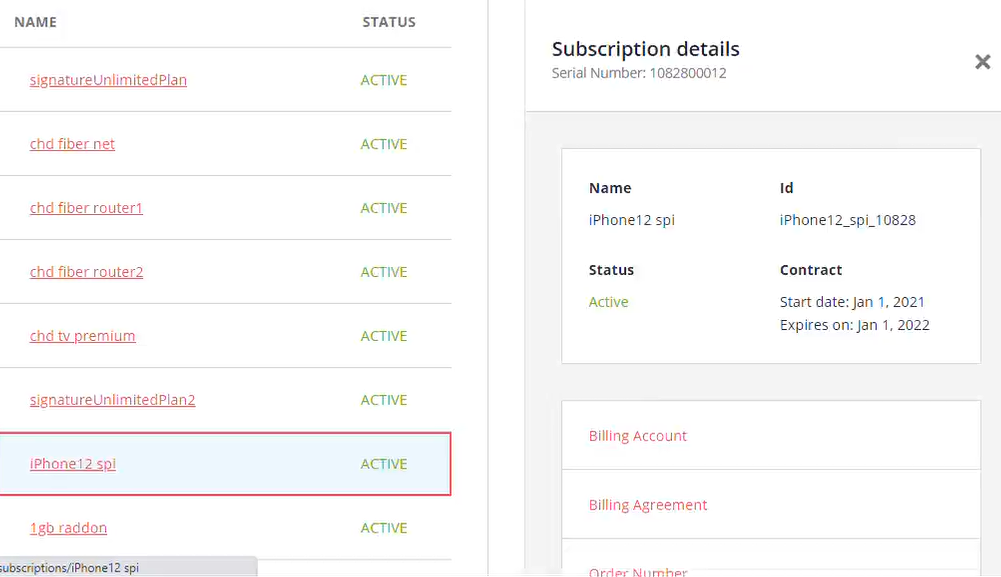 NAME STATUS
signatureUnlimitedPlan ACTIVE
chd fiber net ACTIVE
chd fiber router1 ACTIVE
chd fiber router2 ACTIVE
chd tv premium ACTIVE
signatureUnlimitedPlan2 ACTIVE
iPhone12 spi ACTIVE
1gb raddon ACTIVE
subscriptions/iPhone12 spi
Subscription details
Serial Number: 1082800012
Name Id
iPhone12 spi iPhone12_spi_10828
Status Contract
Active Start date: Jan 1, 2021
Expires on: Jan 1, 2022
Billing Account
Billing Agreement
Order Number